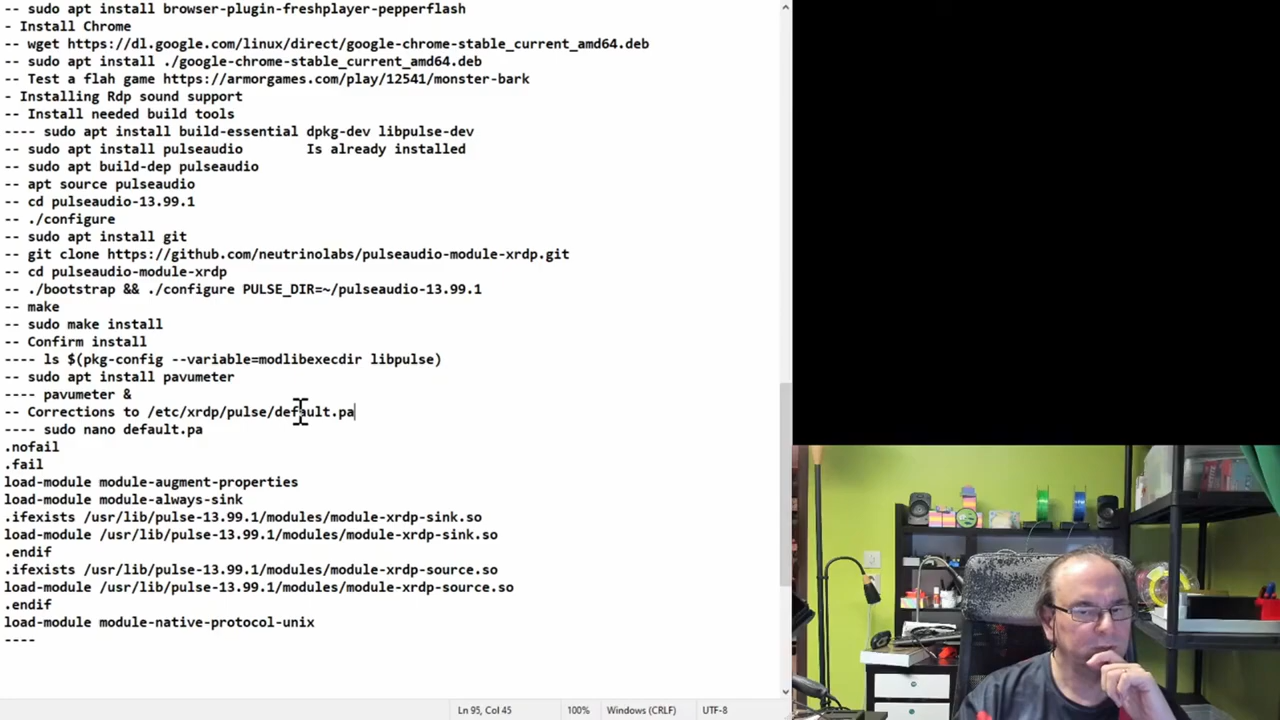 -- sudo apt install browser-plugin-freshplayer-pepperflash
- Install Chrome
-- wget https://dl.google.com/linux/direct/google-chrome-stable_current_amd64.deb
-- sudo apt install ./google-chrome-stable_current_amd64.deb
-- Test a flah game https://armorgames.com/play/12541/monster-bark
- Installing Rdp sound support
-- Install needed build tools
---- sudo apt install build-essential dpkg-dev libpulse-dev
-- sudo apt install pulseaudio        Is already installed
-- sudo apt build-dep pulseaudio
-- apt source pulseaudio
-- cd pulseaudio-13.99.1
-- ./configure
-- sudo apt install git
-- git clone https://github.com/neutrinolabs/pulseaudio-module-xrdp.git
-- cd pulseaudio-module-xrdp
-- ./bootstrap && ./configure PULSE_DIR=~/pulseaudio-13.99.1
-- make
-- sudo make install
-- Confirm install
---- ls $(pkg-config --variable=modlibexecdir libpulse)
-- sudo apt install pavumeter
---- pavumeter &
-- Corrections to /etc/xrdp/pulse/default.pa
---- sudo nano default.pa
.nofail
.fail
load-module module-augment-properties
load-module module-always-sink
.ifexists /usr/lib/pulse-13.99.1/modules/module-xrdp-sink.so
load-module /usr/lib/pulse-13.99.1/modules/module-xrdp-sink.so
.endif
.ifexists /usr/lib/pulse-13.99.1/modules/module-xrdp-source.so
load-module /usr/lib/pulse-13.99.1/modules/module-xrdp-source.so
.endif
load-module module-native-protocol-unix
----
Ln 95, Col 45 100% Windows (CRLF) UTF-8